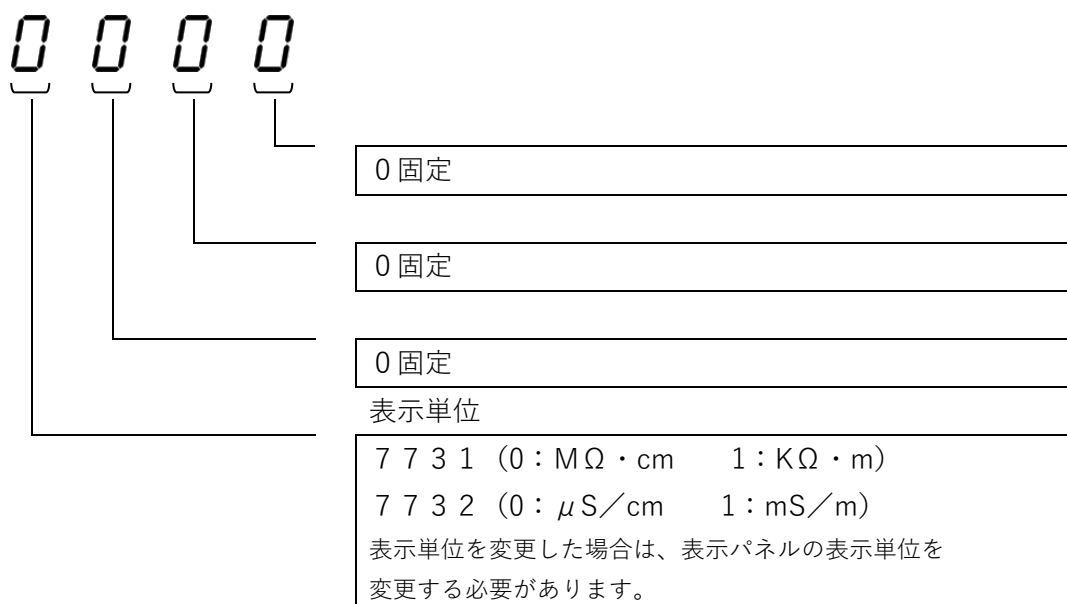 0 0 0 0
0固定
0固定
0固定
表示単位
７７３１（0：MΩ・cm　　1：KΩ・m）
７７３２（0：μS／cm　　1：mS／m）
表示単位を変更した場合は、表示パネルの表示単位を
変更する必要があります。